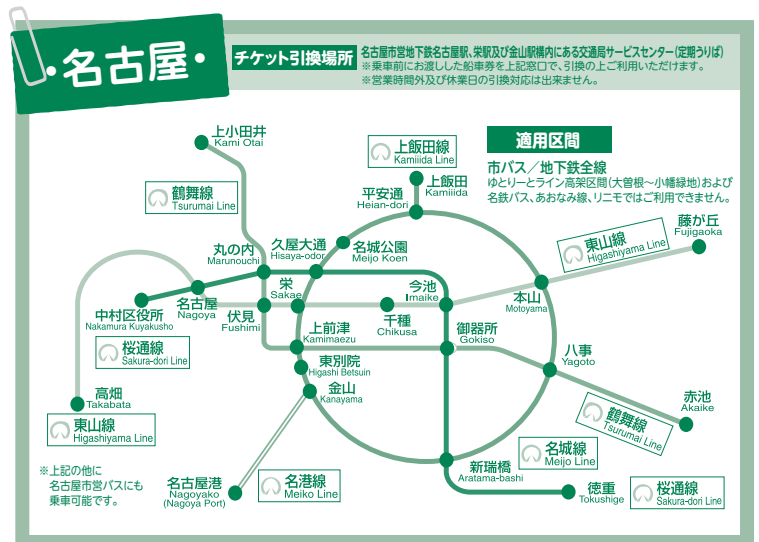 ・名古屋・
チケット引換場所
名古屋市営地下鉄名古屋駅、栄駅及び金山駅構内にある交通局サービスセンター(定期うりば)
※乗車前にお渡しした船車券を上記窓口で、引換の上ご利用いただけます。
※営業時間外及び休業日の引換対応は出来ません。
適用区間
市バス/地下鉄全線
ゆとりーとライン高架区間(大曽根〜小幡緑地)および
名鉄バス、あおなみ線、リニモではご利用できません。
上小田井
Kami Otai
上飯田線
Kamiiida Line
上飯田
Kamiiida
鶴舞線
Tsurumai Line
平安通
Heian-dori
藤が丘
Fujigaoka
東山線
Higashiyama Line
丸の内
Marunouchi
久屋大通
Hisaya-odor
名城公園
Meijo Koen
栄
Sakae
今池
Imaike
本山
Motoyama
中村区役所
Nakamura Kuyakusho
名古屋
Nagoya
伏見
Fushimi
上前津
Kamimaezu
千種
Chikusa
御器所
Gokiso
桜通線
Sakura-dori Line
八事
Yagoto
東別院
Higashi Betsuin
高畑
Takabata
金山
Kanayama
赤池
Akaike
鶴舞線
Tsurumai Line
東山線
Higashiyama Line
名城線
Meijo Line
※上記の他に
名古屋市営バスにも
乗車可能です。
名古屋港
Nagoyako
(Nagoya Port)
名港線
Meiko Line
新瑞橋
Aratama-bashi
徳重
Tokushige
桜通線
Sakura-dori Line